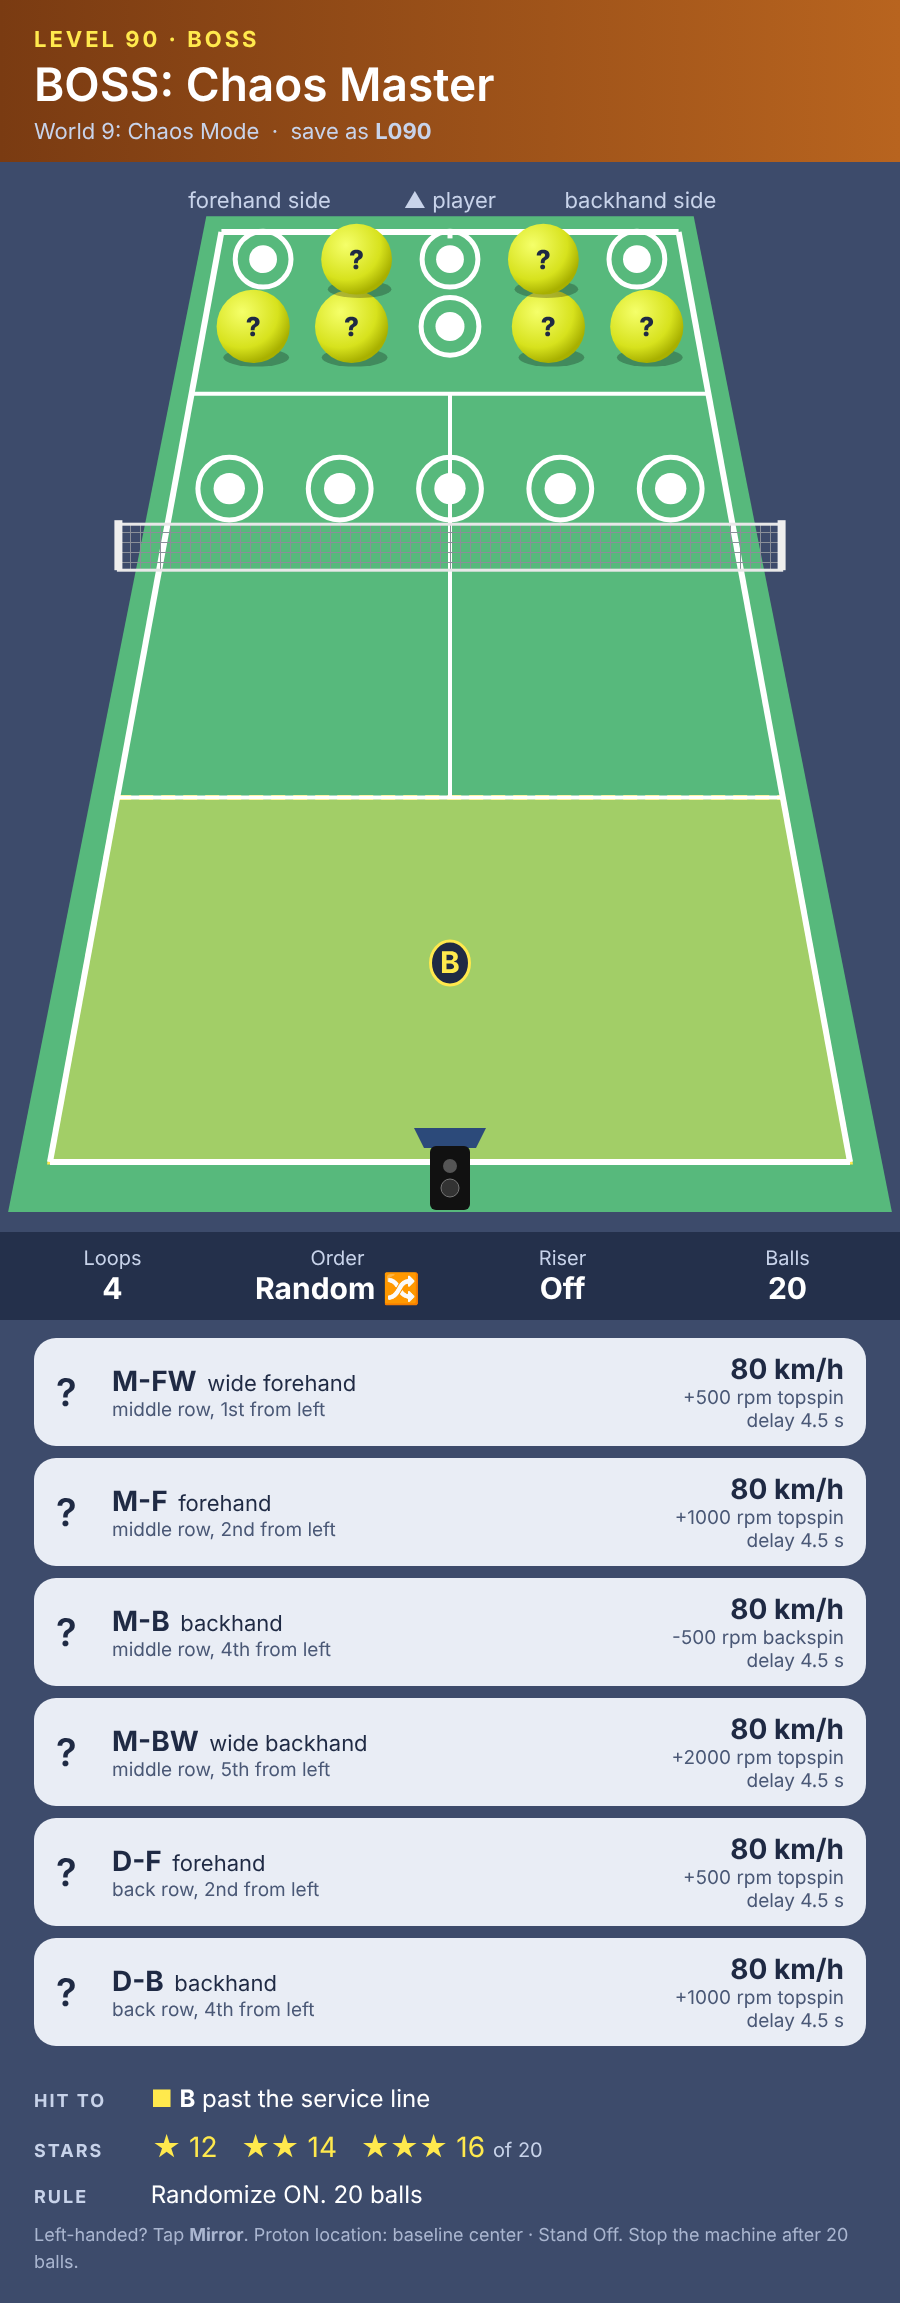 LEVEL 90 · BOSS
BOSS: Chaos Master
World 9: Chaos Mode · save as L090
forehand side ▲ player backhand side
? ?
? ? ? ?
B
Loops Order Riser Balls
4 Random 🔀 Off 20
? M-FW wide forehand 80 km/h
middle row, 1st from left +500 rpm topspin
delay 4.5 s
? M-F forehand 80 km/h
middle row, 2nd from left +1000 rpm topspin
delay 4.5 s
? M-B backhand 80 km/h
middle row, 4th from left -500 rpm backspin
delay 4.5 s
? M-BW wide backhand 80 km/h
middle row, 5th from left +2000 rpm topspin
delay 4.5 s
? D-F forehand 80 km/h
back row, 2nd from left +500 rpm topspin
delay 4.5 s
? D-B backhand 80 km/h
back row, 4th from left +1000 rpm topspin
delay 4.5 s
HIT TO B past the service line
STARS ★ 12 ★★ 14 ★★★ 16 of 20
RULE Randomize ON. 20 balls
Left-handed? Tap Mirror. Proton location: baseline center · Stand Off. Stop the machine after 20
balls.